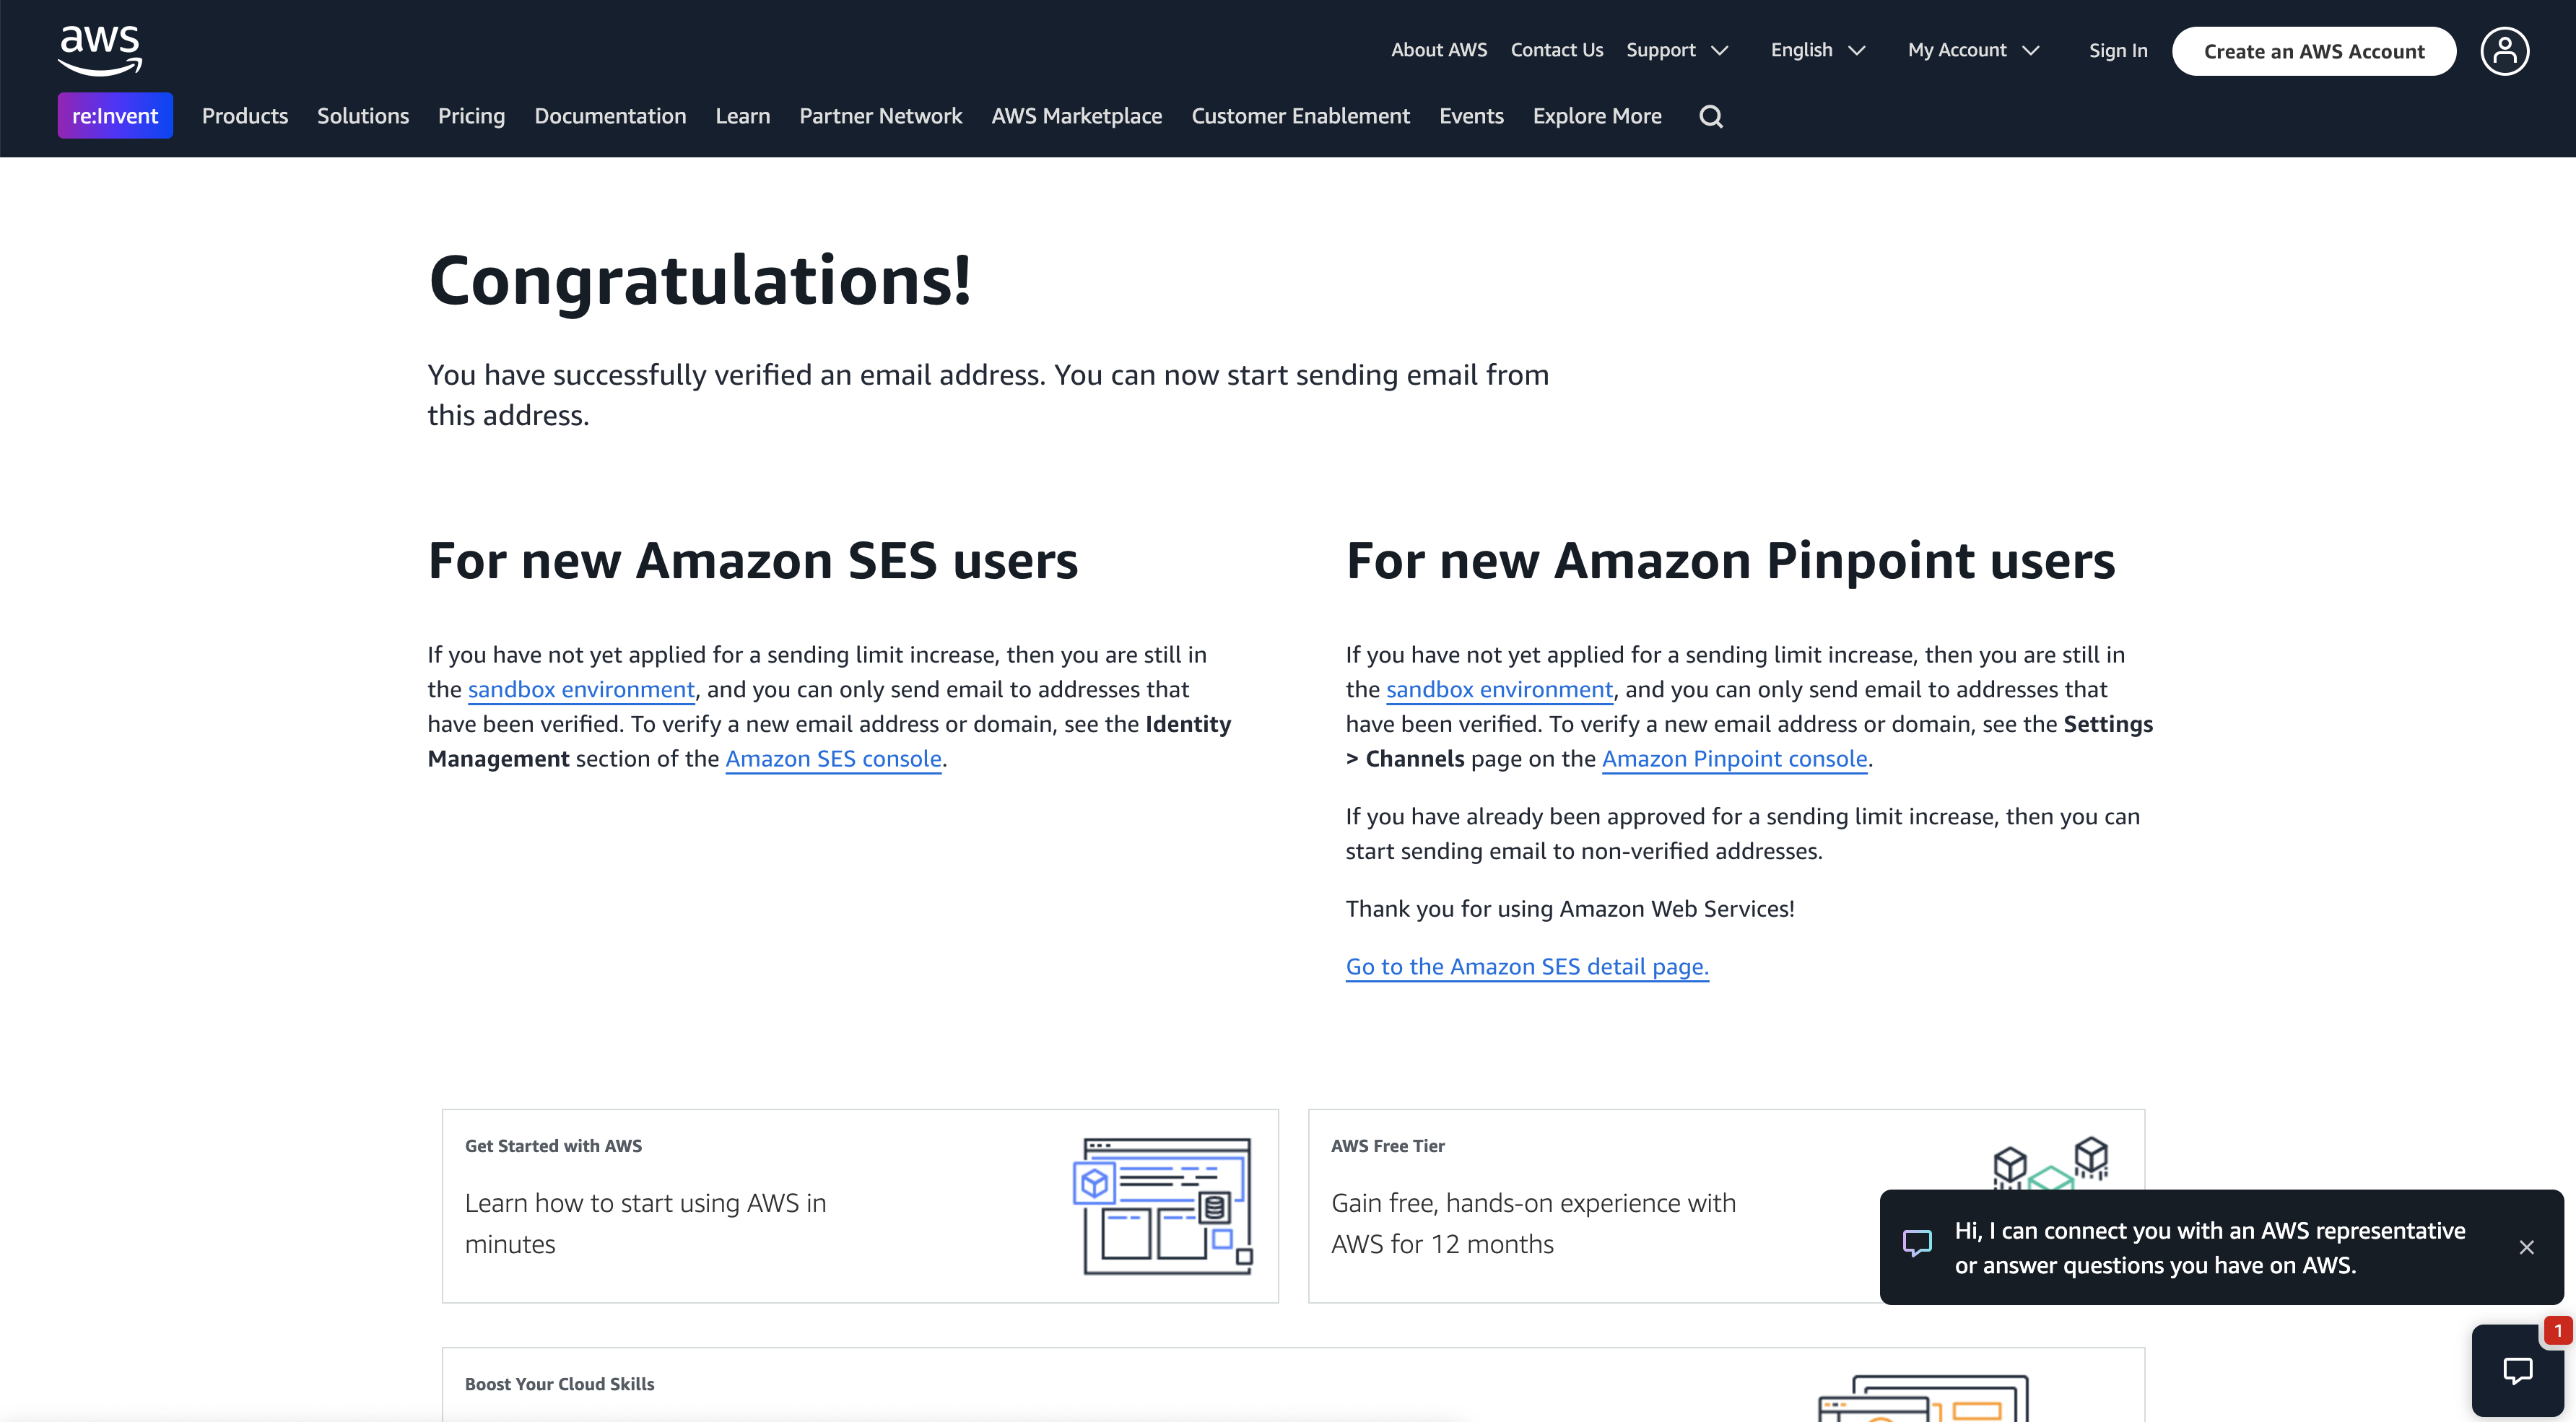 aws
About AWS Contact Us Support English My Account Sign In Create an AWS Account
re:Invent Products Solutions Pricing Documentation Learn Partner Network AWS Marketplace Customer Enablement Events Explore More
Congratulations!
You have successfully verified an email address. You can now start sending email from
this address.
For new Amazon SES users
If you have not yet applied for a sending limit increase, then you are still in
the sandbox environment, and you can only send email to addresses that
have been verified. To verify a new email address or domain, see the Identity
Management section of the Amazon SES console.
For new Amazon Pinpoint users
If you have not yet applied for a sending limit increase, then you are still in
the sandbox environment, and you can only send email to addresses that
have been verified. To verify a new email address or domain, see the Settings
> Channels page on the Amazon Pinpoint console.
If you have already been approved for a sending limit increase, then you can
start sending email to non-verified addresses.
Thank you for using Amazon Web Services!
Go to the Amazon SES detail page.
Get Started with AWS
Learn how to start using AWS in
minutes
AWS Free Tier
Gain free, hands-on experience with
AWS for 12 months
Hi, I can connect you with an AWS representative
or answer questions you have on AWS.
1
Boost Your Cloud Skills